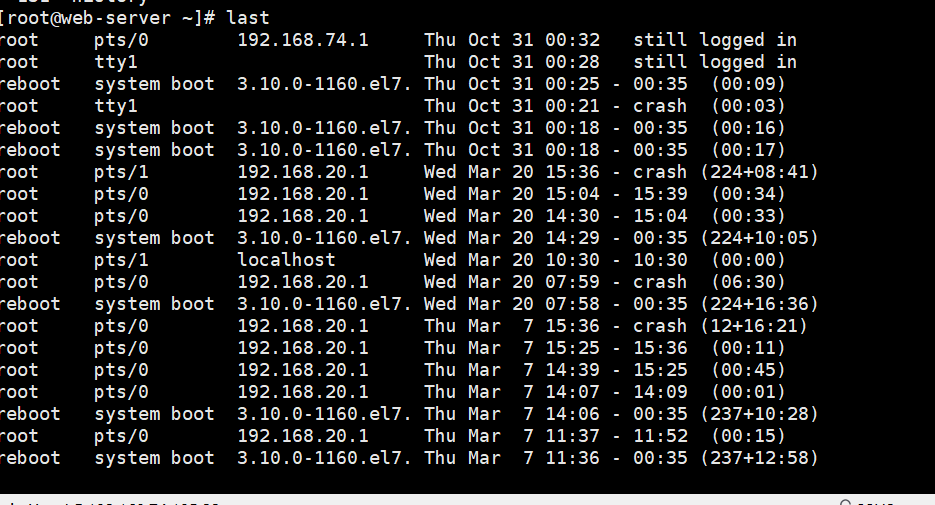 [root@web-server ~]# last
root     pts/0        192.168.74.1     Thu Oct 31 00:32   still logged in
root     tty1                          Thu Oct 31 00:28   still logged in
reboot   system boot  3.10.0-1160.el7. Thu Oct 31 00:25 - 00:35  (00:09)
root     tty1                          Thu Oct 31 00:21 - crash  (00:03)
reboot   system boot  3.10.0-1160.el7. Thu Oct 31 00:18 - 00:35  (00:16)
reboot   system boot  3.10.0-1160.el7. Thu Oct 31 00:18 - 00:35  (00:17)
root     pts/1        192.168.20.1     Wed Mar 20 15:36 - crash (224+08:41)
root     pts/0        192.168.20.1     Wed Mar 20 15:04 - 15:39  (00:34)
root     pts/0        192.168.20.1     Wed Mar 20 14:30 - 15:04  (00:33)
reboot   system boot  3.10.0-1160.el7. Wed Mar 20 14:29 - 00:35 (224+10:05)
root     pts/1        localhost        Wed Mar 20 10:30 - 10:30  (00:00)
root     pts/0        192.168.20.1     Wed Mar 20 07:59 - crash  (06:30)
reboot   system boot  3.10.0-1160.el7. Wed Mar 20 07:58 - 00:35 (224+16:36)
root     pts/0        192.168.20.1     Thu Mar  7 15:36 - crash (12+16:21)
root     pts/0        192.168.20.1     Thu Mar  7 15:25 - 15:36  (00:11)
root     pts/0        192.168.20.1     Thu Mar  7 14:39 - 15:25  (00:45)
root     pts/0        192.168.20.1     Thu Mar  7 14:07 - 14:09  (00:01)
reboot   system boot  3.10.0-1160.el7. Thu Mar  7 14:06 - 00:35 (237+10:28)
root     pts/0        192.168.20.1     Thu Mar  7 11:37 - 11:52  (00:15)
reboot   system boot  3.10.0-1160.el7. Thu Mar  7 11:36 - 00:35 (237+12:58)